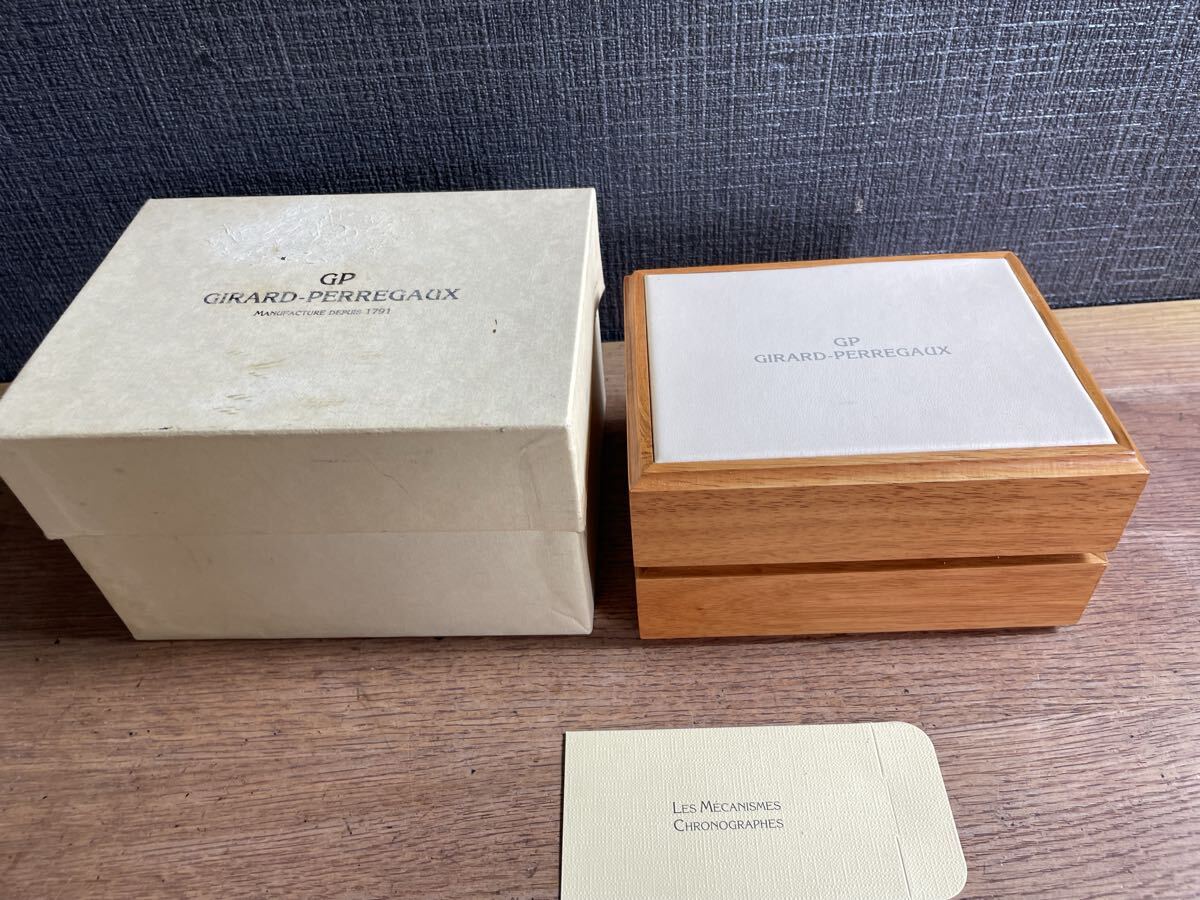 GP
GIRARD-PERREGAUX
MANUFACTURE DEPUIS 1791
GP
GIRARD-PERREGAUX
LES MÉCANISMES
CHRONOGRAPHES